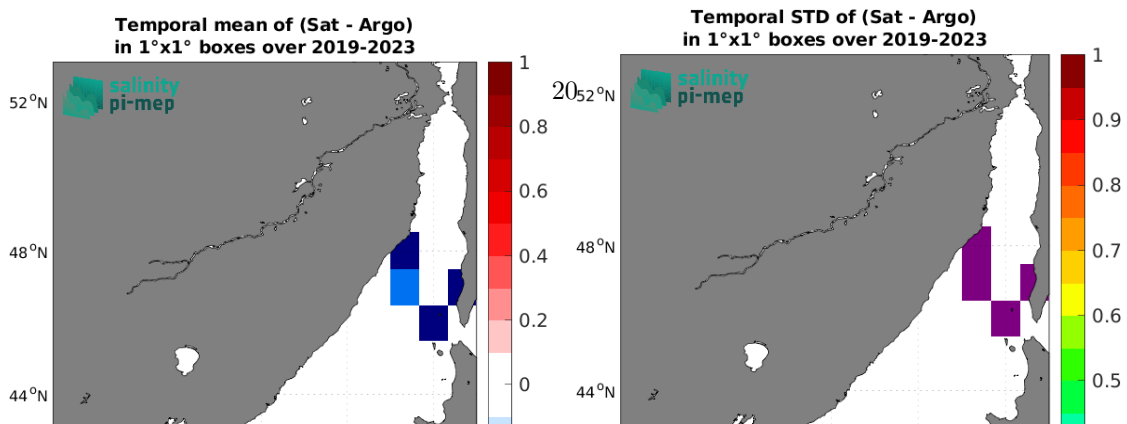 Temporal mean of (Sat - Argo)
in 1°x1° boxes over 2019-2023
salinity
pi-mep
52°N
48°N
44°N
1
0.8
0.6
0.4
0.2
0
20
Temporal STD of (Sat - Argo)
in 1°x1° boxes over 2019-2023
salinity
pi-mep
52°N
48°N
44°N
1
0.9
0.8
0.7
0.6
0.5